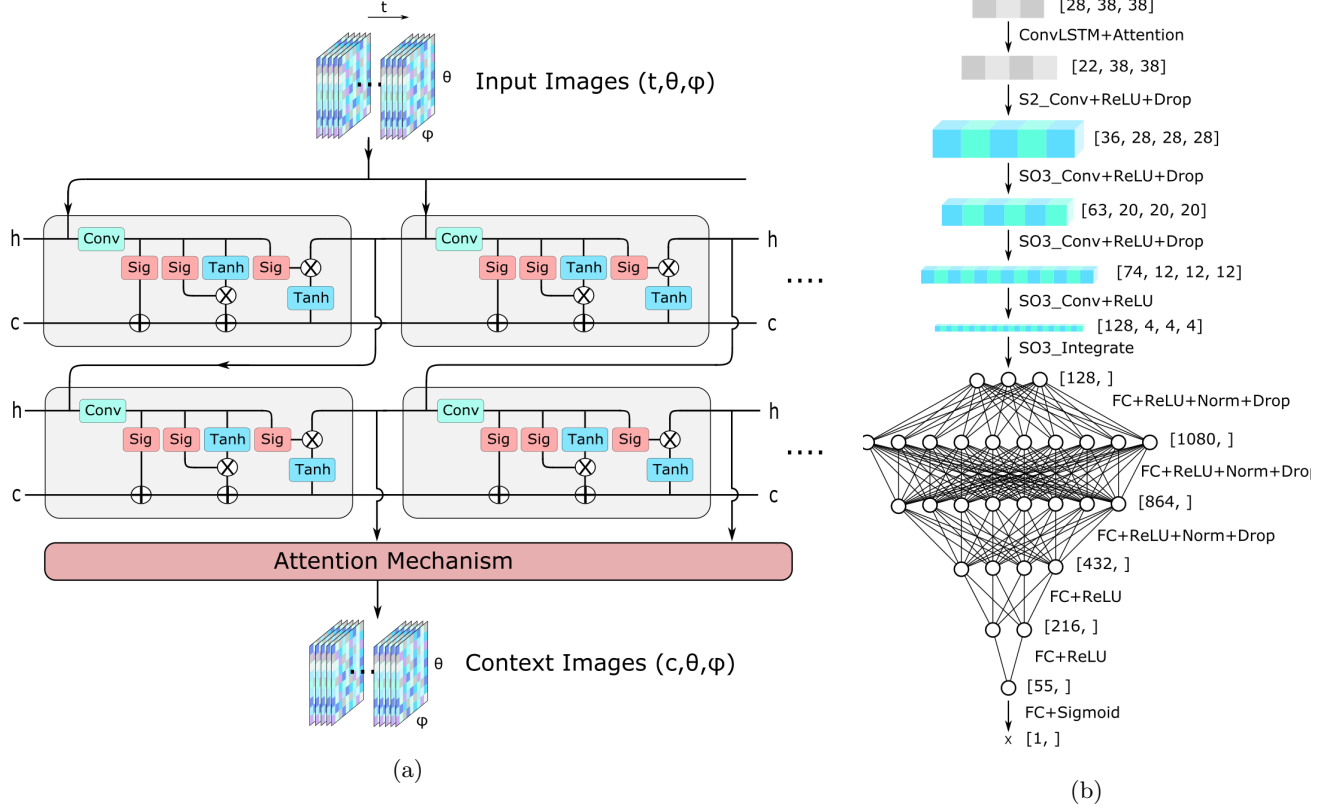 t
θ
φ
Input Images (t,θ,φ)
h
Conv
Sig
Sig
Tanh
Sig
X
Tanh
X
c
Conv
Sig
Sig
Tanh
Sig
X
Tanh
X
h
c
....
h
Conv
Sig
Sig
Tanh
Sig
X
Tanh
X
c
Conv
Sig
Sig
Tanh
Sig
X
Tanh
X
h
c
....
Attention Mechanism
θ
φ
Context Images (c,θ,φ)
(a)
[28, 38, 38]
ConvLSTM+Attention
[22, 38, 38]
S2_Conv+ReLU+Drop
[36, 28, 28, 28]
SO3_Conv+ReLU+Drop
[63, 20, 20, 20]
SO3_Conv+ReLU+Drop
[74, 12, 12, 12]
SO3_Conv+ReLU
[128, 4, 4, 4]
SO3_Integrate
[128, ]
FC+ReLU+Norm+Drop
[1080, ]
FC+ReLU+Norm+Drop
[864, ]
FC+ReLU+Norm+Drop
[432, ]
FC+ReLU
[216, ]
FC+ReLU
[55, ]
FC+Sigmoid
x [1, ]
(b)